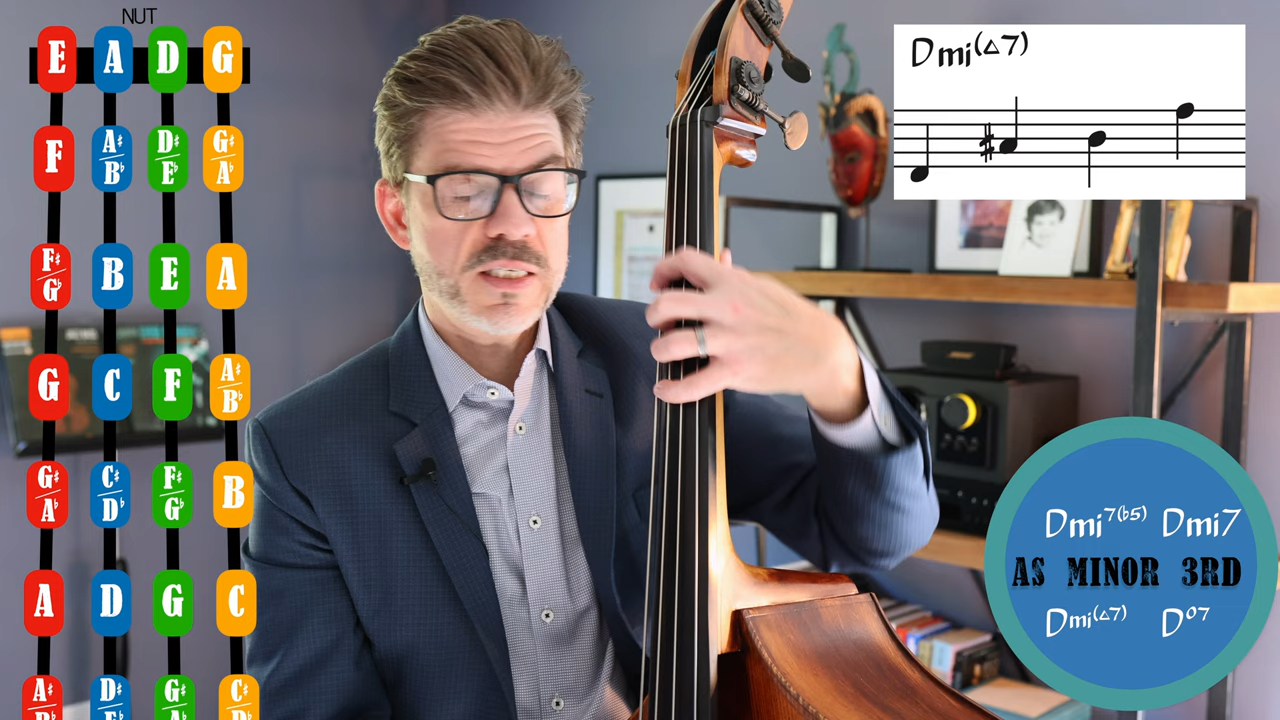 NUT
E A D G
F A♯/B♭ D♯/E♭ G♯/A♭
F♯/G♭ B E A
G C F A♯/B♭
G♯/A♭ C♯/D♭ F♯/G♭ B
A D G C
A♯ D♯ G♯ C♯
Dmi(△7)
Dmi7(♭5) Dmi7
AS MINOR 3RD
Dmi(△7) D°7